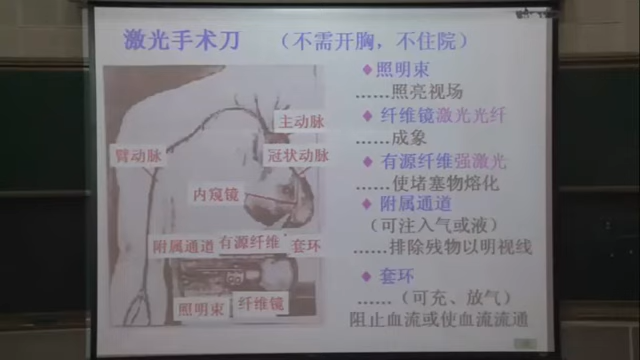 激光手术刀 (不需开胸，不住院)
主动脉
臂动脉
冠状动脉
内窥镜
附属通道
有源纤维
套环
照明束
纤维镜
◆照明束
……照亮视场
◆纤维镜激光光纤
……成象
◆有源纤维强激光
……使堵塞物熔化
◆附属通道
(可注入气或液)
……排除残物以明视线
◆套环
……(可充、放气)
阻止血流或使血流流通